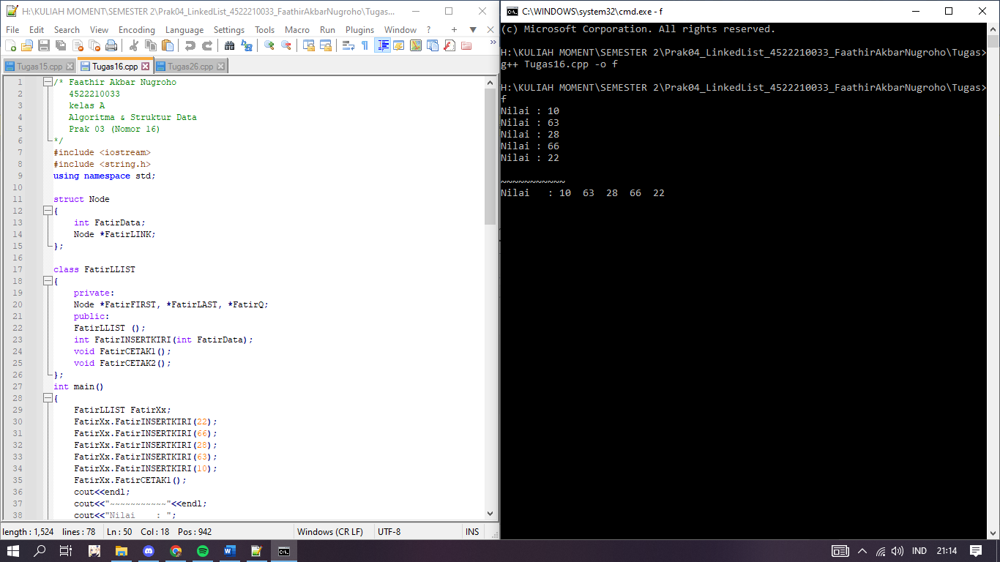 H:\KULIAH MOMENT\SEMESTER 2\Prak04_LinkedList_4522210033_FaathirAkbarNugroho\Tugas...
File Edit Search View Encoding Language Settings Tools Macro Run Plugins Window ?
Tugas15.cpp Tugas16.cpp Tugas26.cpp
1 /* Faathir Akbar Nugroho
2 4522210033
3 kelas A
4 Algoritma & Struktur Data
5 Prak 03 (Nomor 16)
6 */
7 #include <iostream>
8 #include <string.h>
9 using namespace std;
10
11 struct Node
12 {
13 int FatirData;
14 Node *FatirLINK;
15 };
16
17 class FatirLLIST
18 {
19 private:
20 Node *FatirFIRST, *FatirLAST, *FatirQ;
21 public:
22 FatirLLIST ();
23 int FatirINSERTKIRI(int FatirData);
24 void FatirCETAK1();
25 void FatirCETAK2();
26 };
27 int main()
28 {
29 FatirLLIST FatirXx;
30 FatirXx.FatirINSERTKIRI(22);
31 FatirXx.FatirINSERTKIRI(66);
32 FatirXx.FatirINSERTKIRI(28);
33 FatirXx.FatirINSERTKIRI(63);
34 FatirXx.FatirINSERTKIRI(10);
35 FatirXx.FatirCETAK1();
36 cout<<endl;
37 cout<<"~~~~~~~~~~~"<<endl;
38 cout<<"Nilai    : ";
length : 1,524 lines : 78 Ln : 50 Col : 18 Pos : 942 Windows (CR LF) UTF-8 INS
C:\WINDOWS\system32\cmd.exe - f
(c) Microsoft Corporation. All rights reserved.
H:\KULIAH MOMENT\SEMESTER 2\Prak04_LinkedList_4522210033_FaathirAkbarNugroho\Tugas>
g++ Tugas16.cpp -o f
H:\KULIAH MOMENT\SEMESTER 2\Prak04_LinkedList_4522210033_FaathirAkbarNugroho\Tugas>
f
Nilai : 10
Nilai : 63
Nilai : 28
Nilai : 66
Nilai : 22
~~~~~~~~~~~
Nilai   : 10  63  28  66  22
IND 21:14